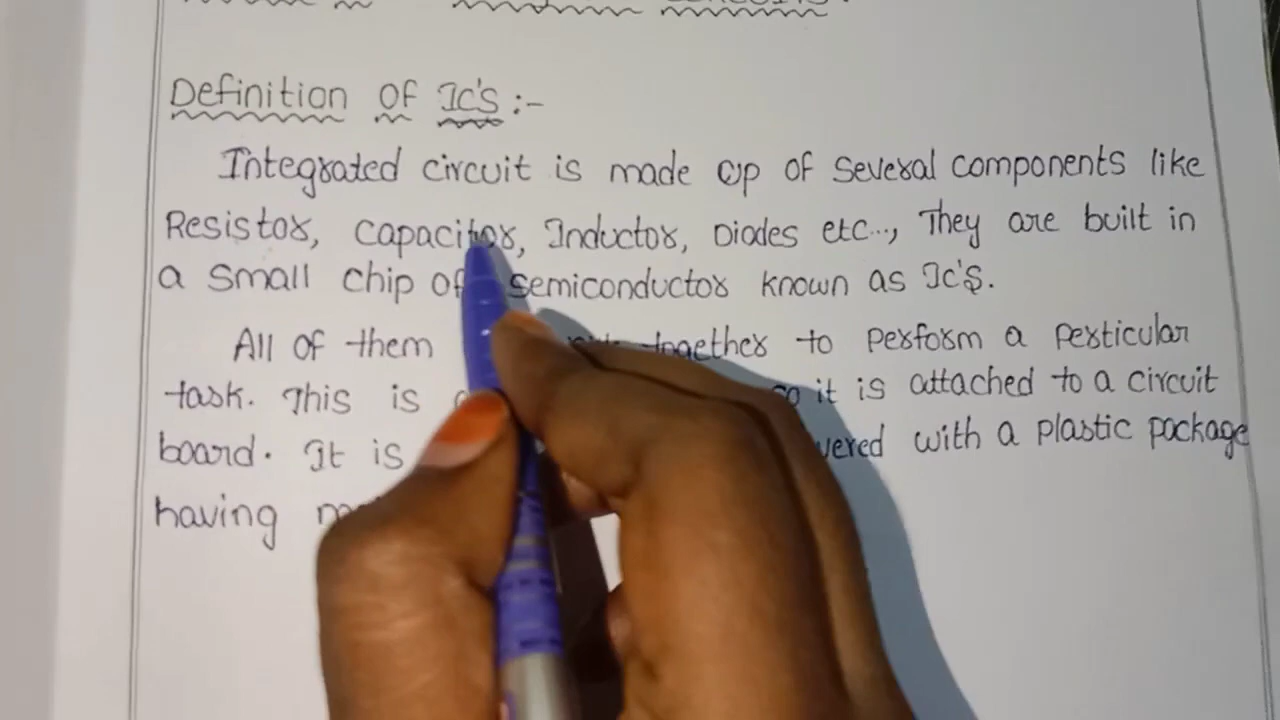 Definition of Ic's :-
Integrated circuit is made up of several components like
Resistor, capacitor, Inductor, Diodes etc..., They are built in
a small chip of semiconductor known as Ic's.
All of them together to perform a perticular
task. This is so it is attached to a circuit
board. It is with a plastic package
having